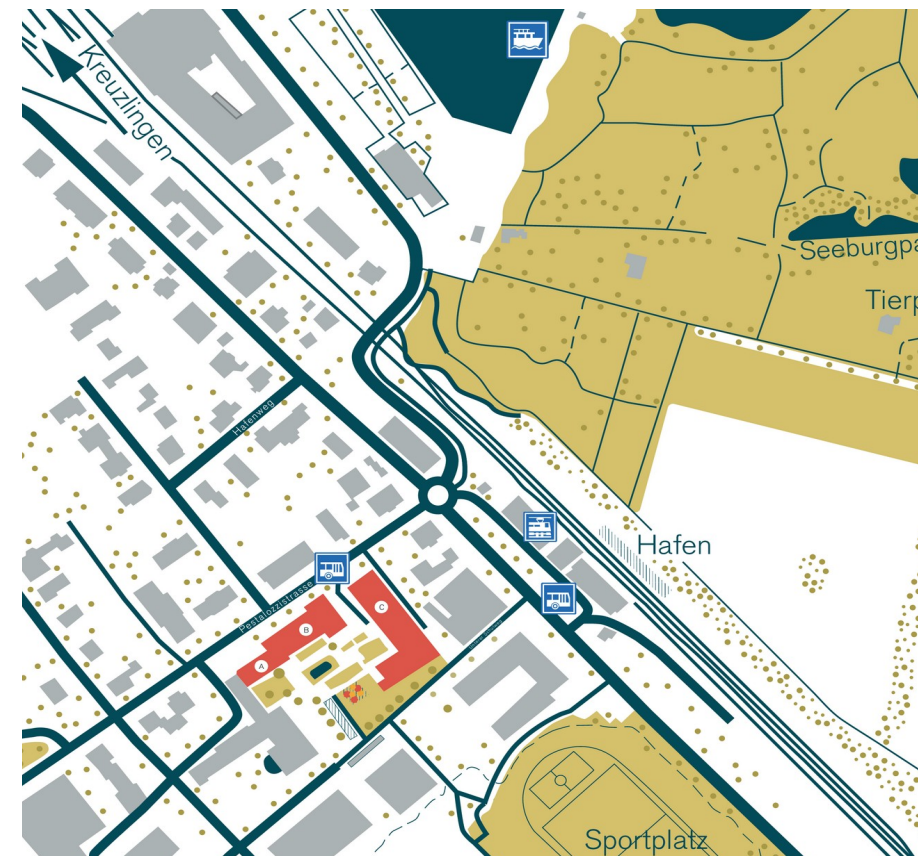 Kreuzlingen
Seeburgpa
Tierp
Hafenweg
Hafen
Pestalozzistrasse
C
B
A
Sportplatz